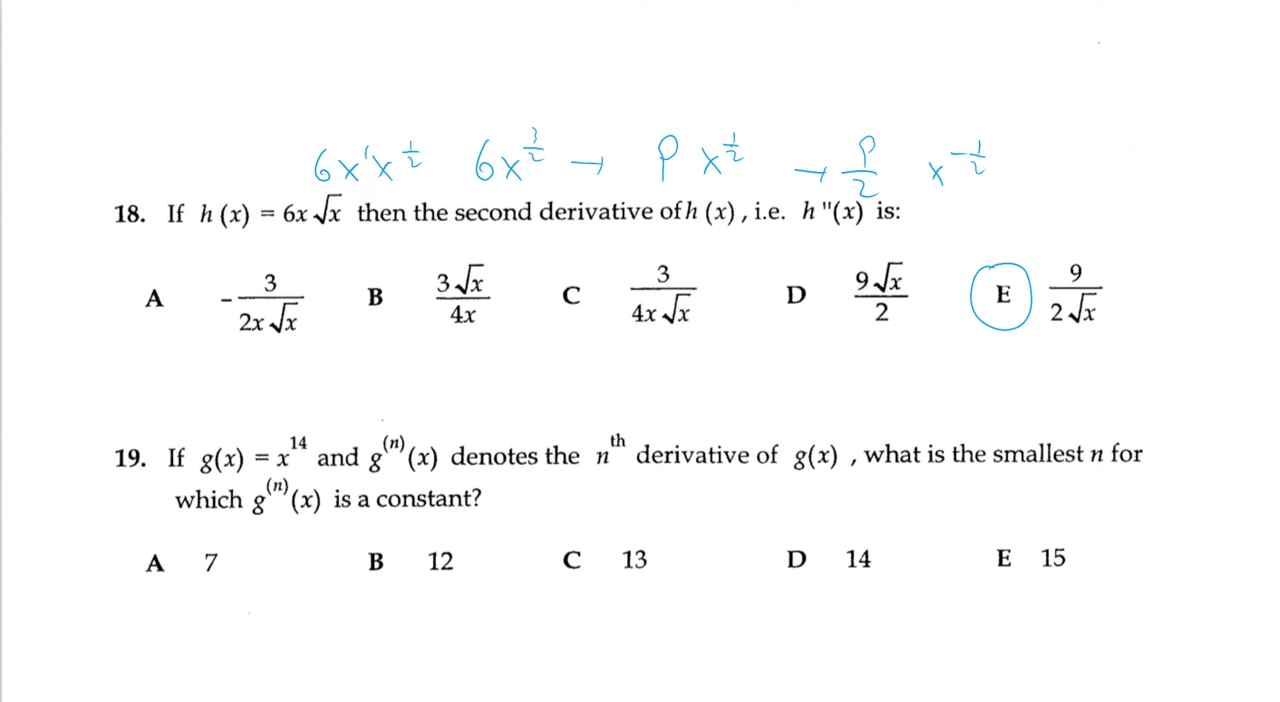 6x¹x^½ 6x^(3/2) → 9 x^½ → 9/2 x^(-½)
18. If h (x) = 6x √x then the second derivative of h (x) , i.e. h "(x) is:
A - 3/(2x √x) B 3 √x/4x C 3/(4x √x) D 9 √x/2 E 9/(2 √x)
19. If g(x) = x^14 and g^(n)(x) denotes the n^th derivative of g(x) , what is the smallest n for
which g^(n)(x) is a constant?
A 7 B 12 C 13 D 14 E 15